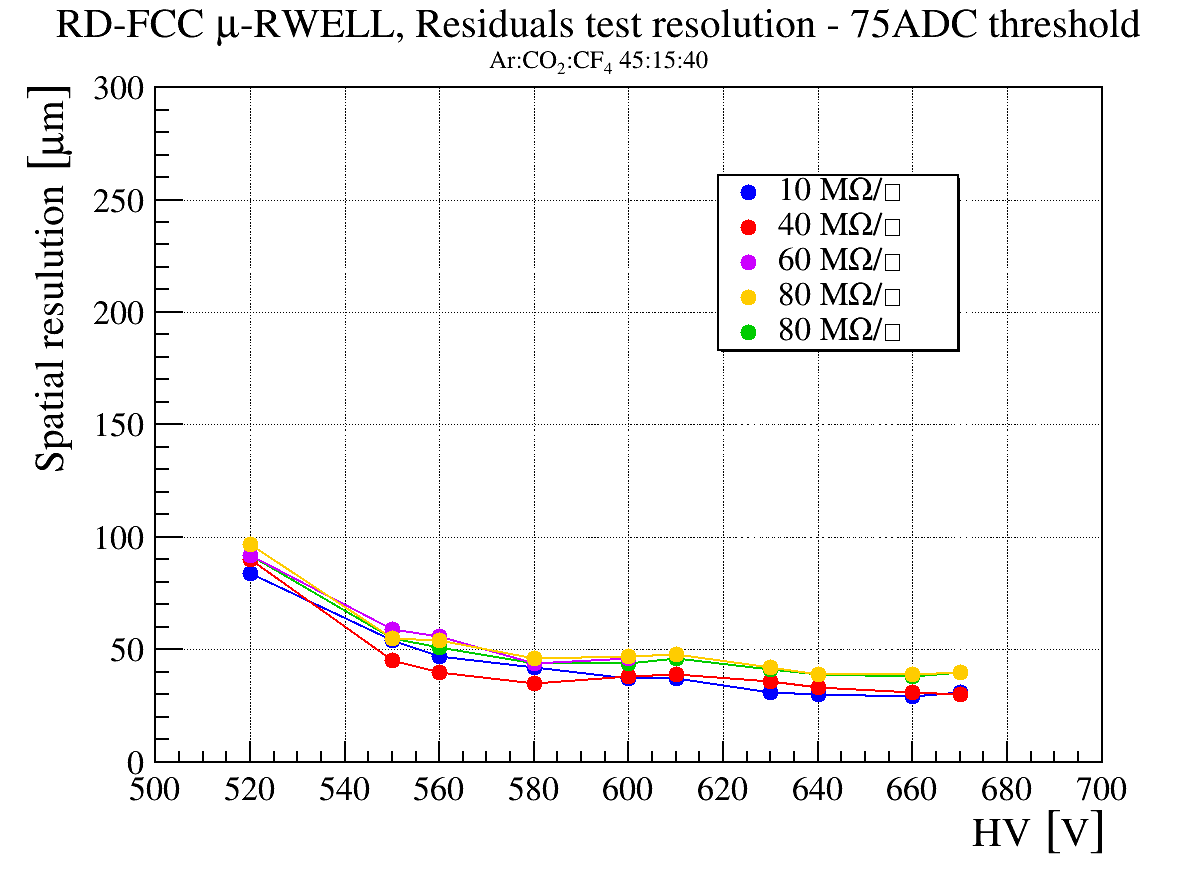 RD-FCC μ-RWELL, Residuals test resolution - 75ADC threshold
Ar:CO₂:CF₄ 45:15:40
Spatial resulution [μm]
300
250
200
150
100
50
0
10 MΩ/□
40 MΩ/□
60 MΩ/□
80 MΩ/□
80 MΩ/□
500 520 540 560 580 600 620 640 660 680 700
HV [V]